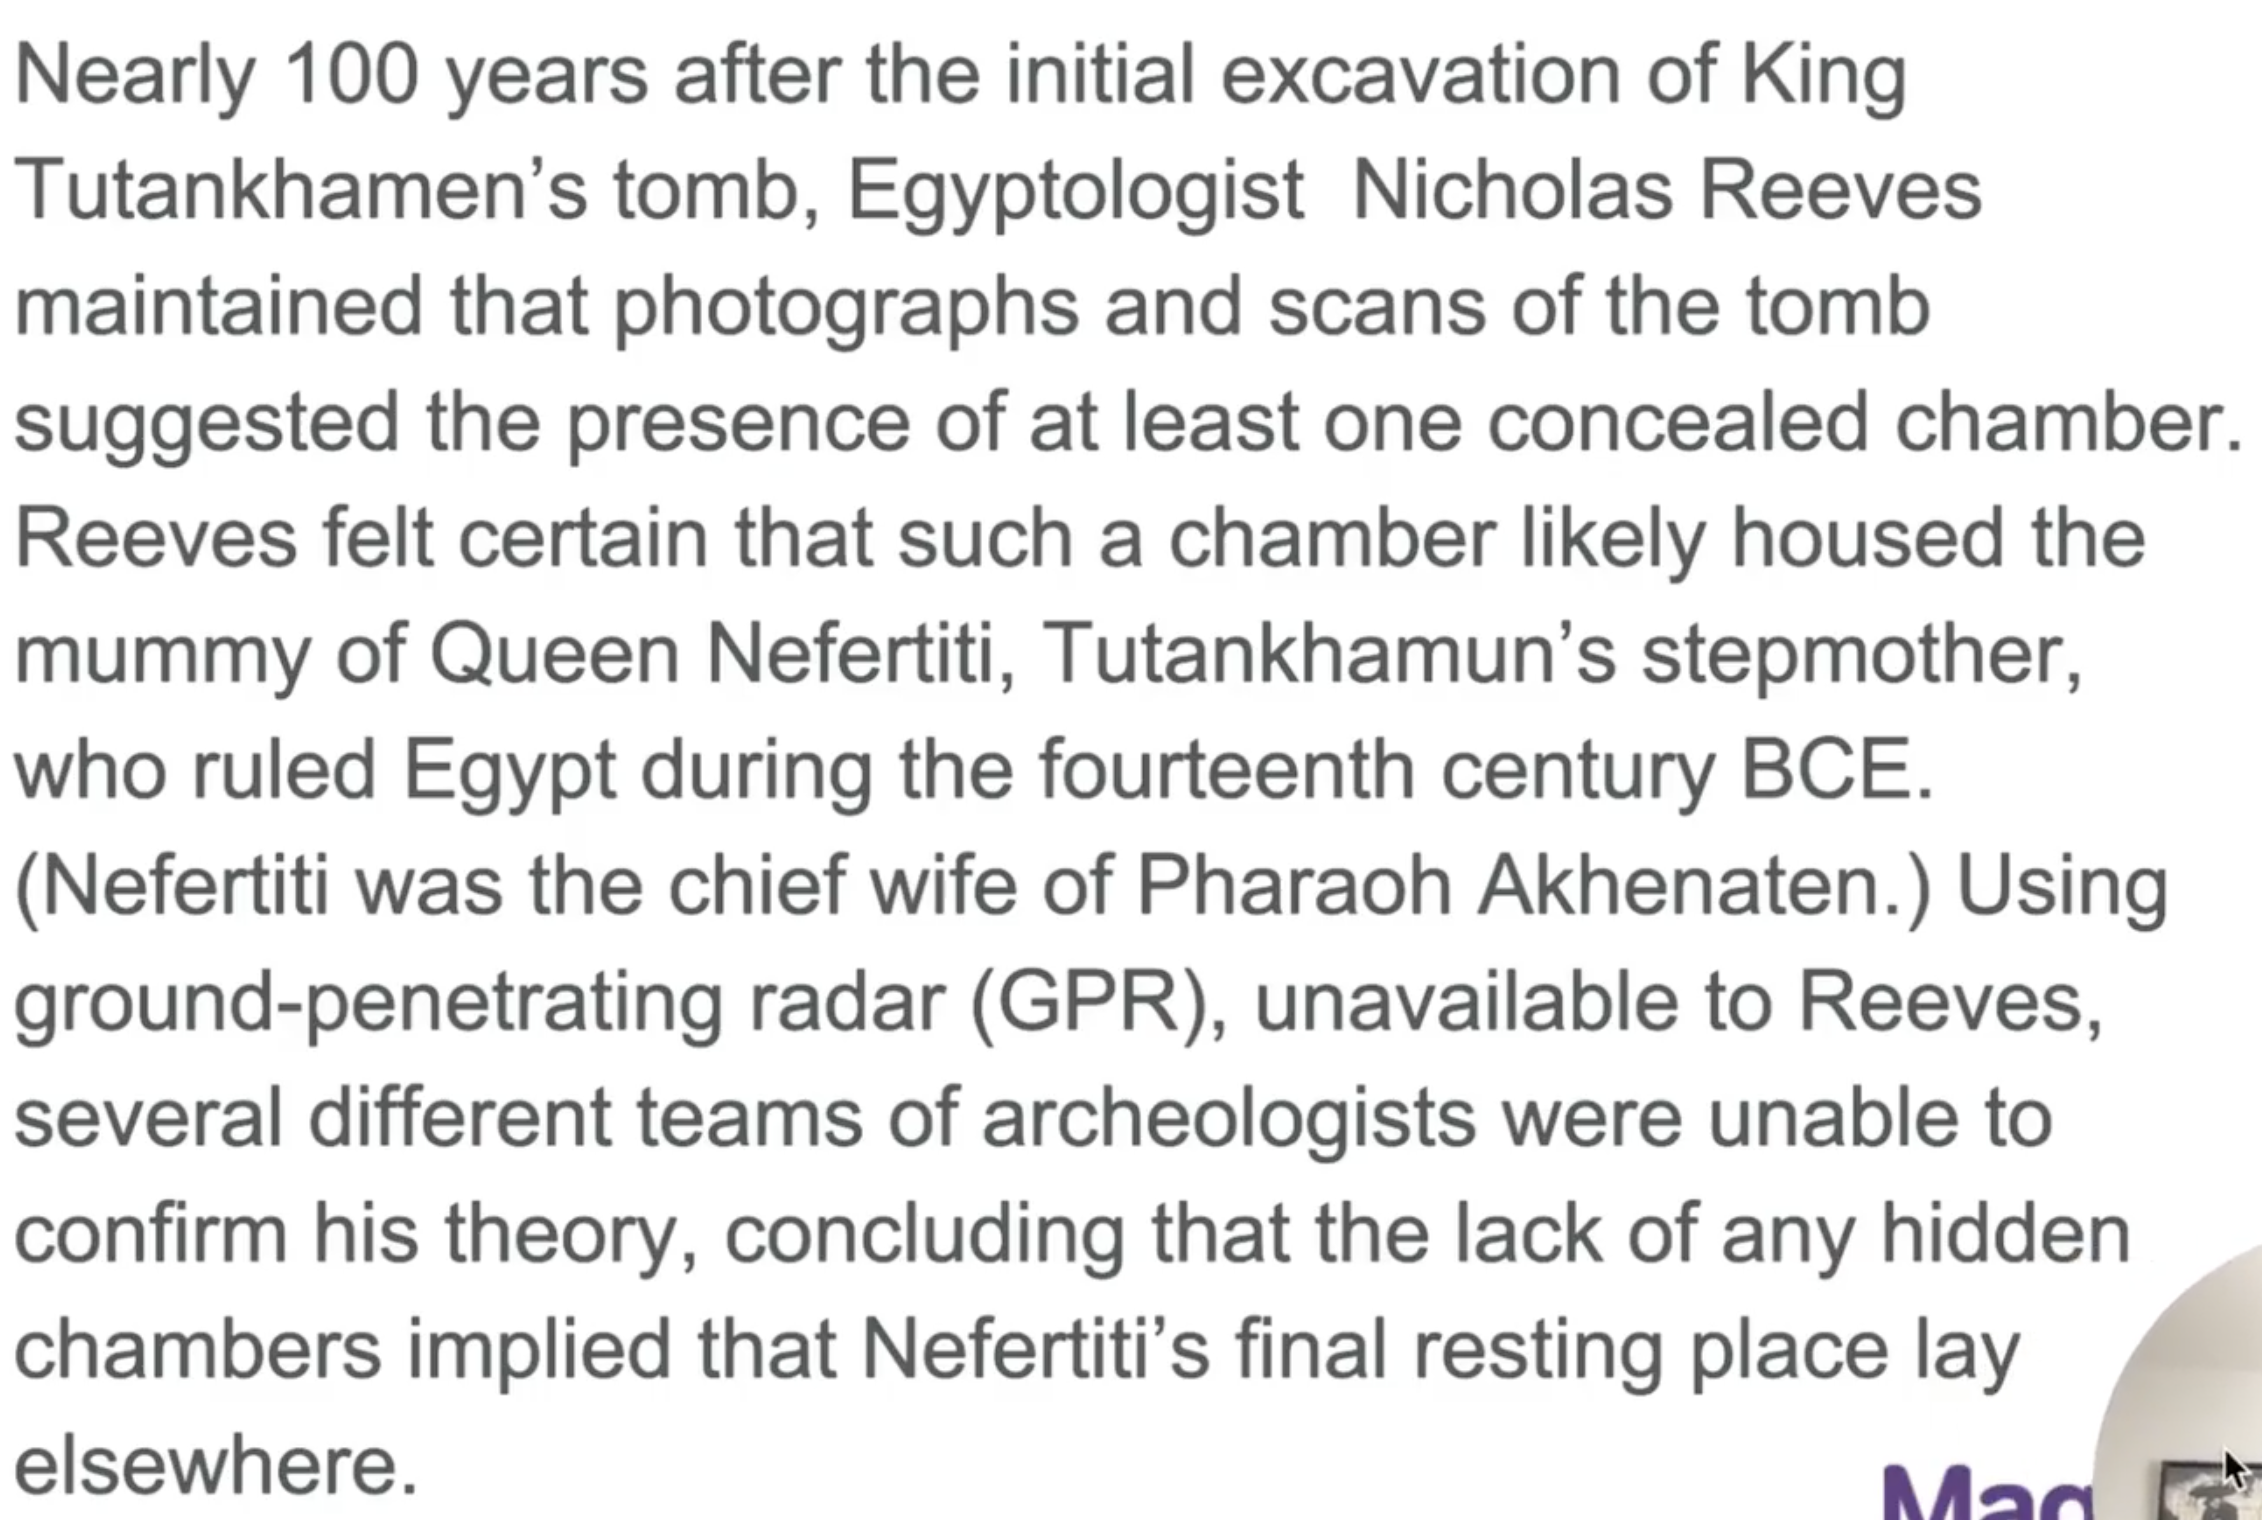 Nearly 100 years after the initial excavation of King
Tutankhamen’s tomb, Egyptologist  Nicholas Reeves
maintained that photographs and scans of the tomb
suggested the presence of at least one concealed chamber.
Reeves felt certain that such a chamber likely housed the
mummy of Queen Nefertiti, Tutankhamun’s stepmother,
who ruled Egypt during the fourteenth century BCE.
(Nefertiti was the chief wife of Pharaoh Akhenaten.) Using
ground-penetrating radar (GPR), unavailable to Reeves,
several different teams of archeologists were unable to
confirm his theory, concluding that the lack of any hidden
chambers implied that Nefertiti’s final resting place lay
elsewhere.